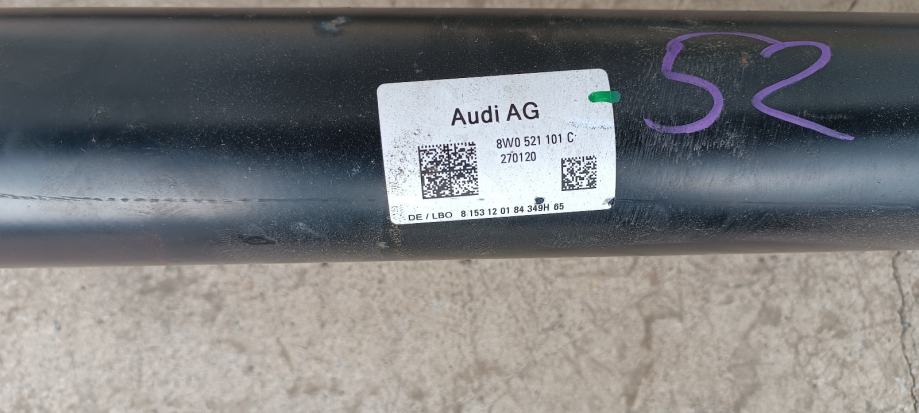 Audi AG
8W0 521 101 C
270120
DE / LBO 8 153 12 01 84 349H 65
52